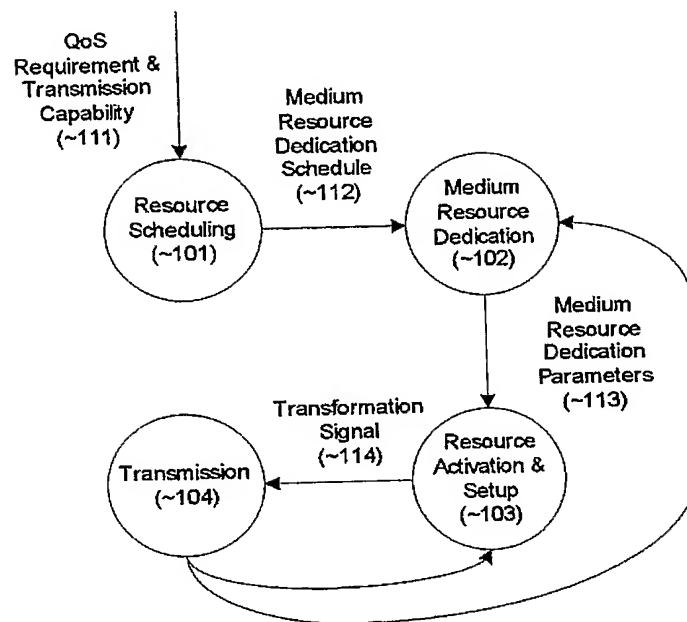 QoS
Requirement &
Transmission
Capability
(~111)
Medium
Resource
Dedication
Schedule
(~112)
Resource
Scheduling
(~101)
Medium
Resource
Dedication
(~102)
Medium
Resource
Dedication
Parameters
(~113)
Transformation
Signal
(~114)
Transmission
(~104)
Resource
Activation &
Setup
(~103)